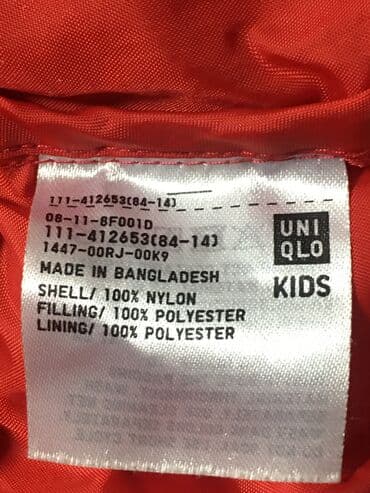 111-412653(84-14)
08-11-6F001D
111-412653(84-14)
1447-00RJ-00K9
MADE IN BANGLADESH
SHELL/ 100% NYLON
FILLING/ 100% POLYESTER
LINING/ 100% POLYESTER
UNI
QLO
KIDS